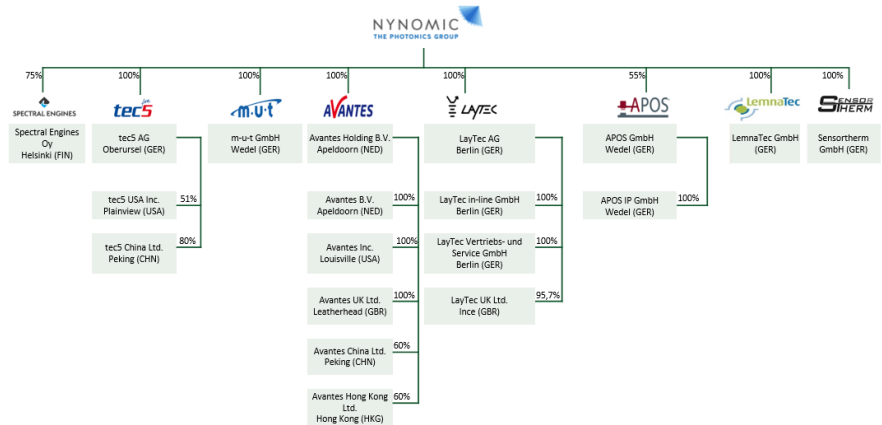 NYNOMIC
THE PHOTONICS GROUP
75%
100%
100%
100%
100%
55%
100%
100%
SPECTRAL ENGINES
tec5
m·u·t
AVANTES
LAYTEC
APOS
LemnaTec
SENSOR
THERM
Spectral Engines
Oy
Helsinki (FIN)
tec5 AG
Oberursel (GER)
m-u-t GmbH
Wedel (GER)
Avantes Holding B.V.
Apeldoorn (NED)
LayTec AG
Berlin (GER)
APOS GmbH
Wedel (GER)
LemnaTec GmbH
(GER)
Sensortherm
GmbH (GER)
tec5 USA Inc.
Plainview (USA)
51%
Avantes B.V.
Apeldoorn (NED)
100%
LayTec in-line GmbH
Berlin (GER)
100%
APOS IP GmbH
Wedel (GER)
100%
tec5 China Ltd.
Peking (CHN)
80%
Avantes Inc.
Louisville (USA)
100%
LayTec Vertriebs- und
Service GmbH
Berlin (GER)
100%
Avantes UK Ltd.
Leatherhead (GBR)
100%
LayTec UK Ltd.
Ince (GBR)
95,7%
Avantes China Ltd.
Peking (CHN)
60%
Avantes Hong Kong
Ltd.
Hong Kong (HKG)
60%